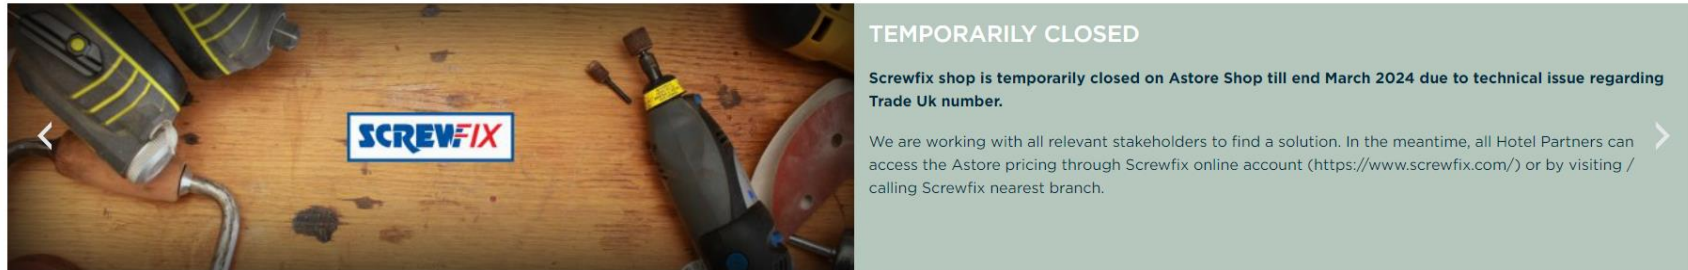 SCREWFIX
TEMPORARILY CLOSED
Screwfix shop is temporarily closed on Astore Shop till end March 2024 due to technical issue regarding
Trade Uk number.
We are working with all relevant stakeholders to find a solution. In the meantime, all Hotel Partners can
access the Astore pricing through Screwfix online account (https://www.screwfix.com/) or by visiting /
calling Screwfix nearest branch.